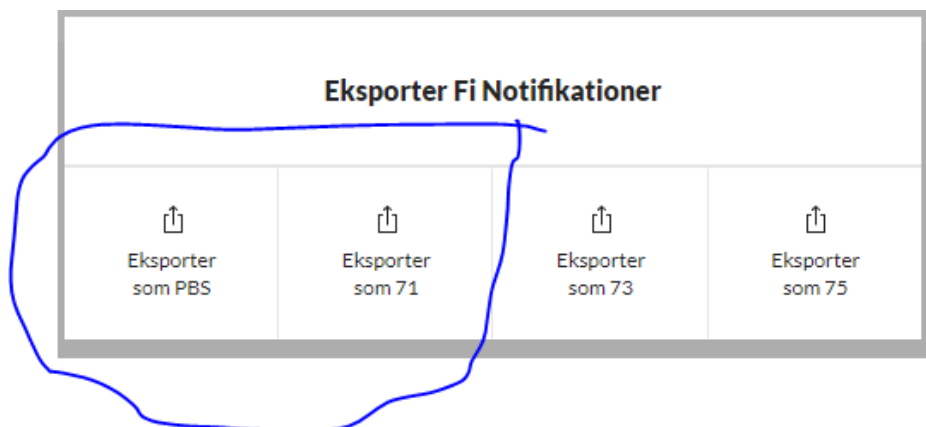 Eksporter Fi Notifikationer
Eksporter
som PBS
Eksporter
som 71
Eksporter
som 73
Eksporter
som 75